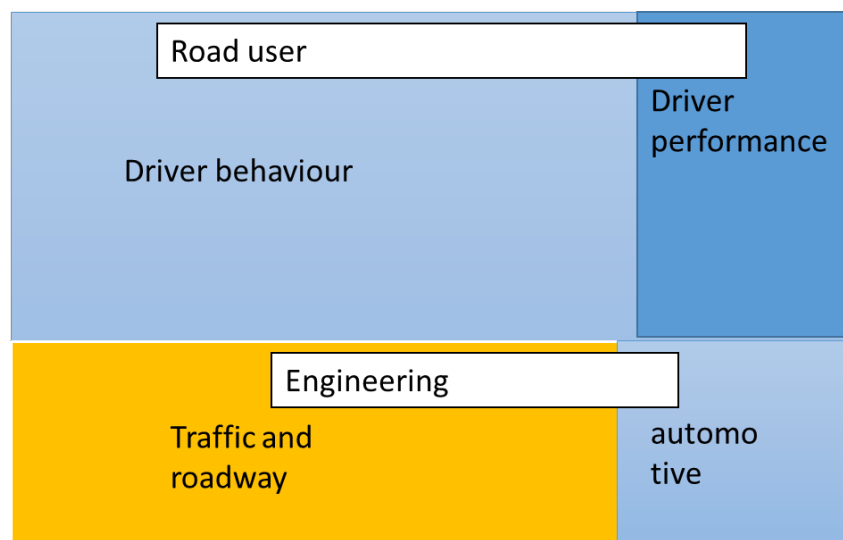 Road user
Driver
performance
Driver behaviour
Engineering
Traffic and
roadway
automo
tive